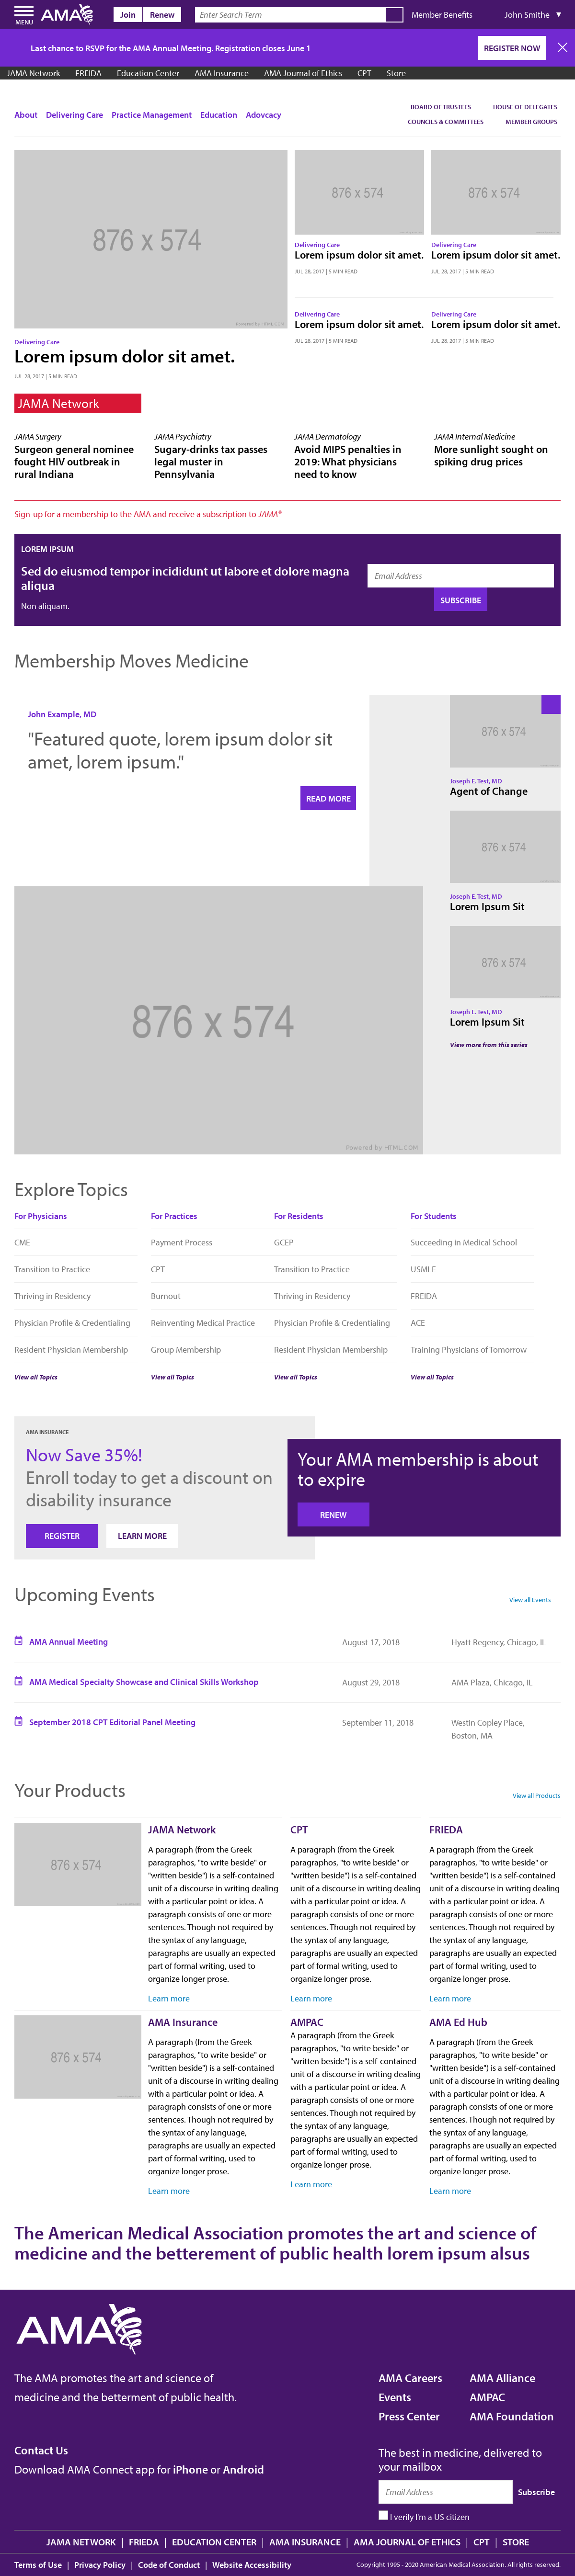 MENU
AMA
Join
Renew
Enter Search Term
Member Benefits
John Smithe
Last chance to RSVP for the AMA Annual Meeting. Registration closes June 1
REGISTER NOW
JAMA Network FREIDA Education Center AMA Insurance AMA Journal of Ethics CPT Store
BOARD OF TRUSTEES HOUSE OF DELEGATES
About Delivering Care Practice Management Education Adovcacy
COUNCILS & COMMITTEES MEMBER GROUPS
876 x 574
Powered by HTML.COM
Delivering Care
Lorem ipsum dolor sit amet.
JUL 28, 2017 | 5 MIN READ
876 x 574
Delivering Care
Lorem ipsum dolor sit amet.
JUL 28, 2017 | 5 MIN READ
876 x 574
Delivering Care
Lorem ipsum dolor sit amet.
JUL 28, 2017 | 5 MIN READ
Delivering Care
Lorem ipsum dolor sit amet.
JUL 28, 2017 | 5 MIN READ
Delivering Care
Lorem ipsum dolor sit amet.
JUL 28, 2017 | 5 MIN READ
JAMA Network
JAMA Surgery
Surgeon general nominee
fought HIV outbreak in
rural Indiana
JAMA Psychiatry
Sugary-drinks tax passes
legal muster in
Pennsylvania
JAMA Dermatology
Avoid MIPS penalties in
2019: What physicians
need to know
JAMA Internal Medicine
More sunlight sought on
spiking drug prices
Sign-up for a membership to the AMA and receive a subscription to JAMA®
LOREM IPSUM
Sed do eiusmod tempor incididunt ut labore et dolore magna
aliqua
Non aliquam.
Email Address
SUBSCRIBE
Membership Moves Medicine
John Example, MD
"Featured quote, lorem ipsum dolor sit
amet, lorem ipsum."
READ MORE
876 x 574
Powered by HTML.COM
876 x 574
Joseph E. Test, MD
Agent of Change
876 x 574
Joseph E. Test, MD
Lorem Ipsum Sit
876 x 574
Joseph E. Test, MD
Lorem Ipsum Sit
View more from this series
Explore Topics
For Physicians
CME
Transition to Practice
Thriving in Residency
Physician Profile & Credentialing
Resident Physician Membership
View all Topics
For Practices
Payment Process
CPT
Burnout
Reinventing Medical Practice
Group Membership
View all Topics
For Residents
GCEP
Transition to Practice
Thriving in Residency
Physician Profile & Credentialing
Resident Physician Membership
View all Topics
For Students
Succeeding in Medical School
USMLE
FREIDA
ACE
Training Physicians of Tomorrow
View all Topics
AMA INSURANCE
Now Save 35%!
Enroll today to get a discount on
disability insurance
REGISTER
LEARN MORE
Your AMA membership is about
to expire
RENEW
Upcoming Events
View all Events
AMA Annual Meeting August 17, 2018 Hyatt Regency, Chicago, IL
AMA Medical Specialty Showcase and Clinical Skills Workshop August 29, 2018 AMA Plaza, Chicago, IL
September 2018 CPT Editorial Panel Meeting September 11, 2018 Westin Copley Place,
Boston, MA
Your Products
View all Products
876 x 574
JAMA Network
A paragraph (from the Greek
paragraphos, "to write beside" or
"written beside") is a self-contained
unit of a discourse in writing dealing
with a particular point or idea. A
paragraph consists of one or more
sentences. Though not required by
the syntax of any language,
paragraphs are usually an expected
part of formal writing, used to
organize longer prose.
Learn more
CPT
A paragraph (from the Greek
paragraphos, "to write beside" or
"written beside") is a self-contained
unit of a discourse in writing dealing
with a particular point or idea. A
paragraph consists of one or more
sentences. Though not required by
the syntax of any language,
paragraphs are usually an expected
part of formal writing, used to
organize longer prose.
Learn more
FRIEDA
A paragraph (from the Greek
paragraphos, "to write beside" or
"written beside") is a self-contained
unit of a discourse in writing dealing
with a particular point or idea. A
paragraph consists of one or more
sentences. Though not required by
the syntax of any language,
paragraphs are usually an expected
part of formal writing, used to
organize longer prose.
Learn more
876 x 574
AMA Insurance
A paragraph (from the Greek
paragraphos, "to write beside" or
"written beside") is a self-contained
unit of a discourse in writing dealing
with a particular point or idea. A
paragraph consists of one or more
sentences. Though not required by
the syntax of any language,
paragraphs are usually an expected
part of formal writing, used to
organize longer prose.
Learn more
AMPAC
A paragraph (from the Greek
paragraphos, "to write beside" or
"written beside") is a self-contained
unit of a discourse in writing dealing
with a particular point or idea. A
paragraph consists of one or more
sentences. Though not required by
the syntax of any language,
paragraphs are usually an expected
part of formal writing, used to
organize longer prose.
Learn more
AMA Ed Hub
A paragraph (from the Greek
paragraphos, "to write beside" or
"written beside") is a self-contained
unit of a discourse in writing dealing
with a particular point or idea. A
paragraph consists of one or more
sentences. Though not required by
the syntax of any language,
paragraphs are usually an expected
part of formal writing, used to
organize longer prose.
Learn more
The American Medical Association promotes the art and science of
medicine and the betterement of public health lorem ipsum alsus
AMA
The AMA promotes the art and science of
medicine and the betterment of public health.
AMA Careers
Events
Press Center
AMA Alliance
AMPAC
AMA Foundation
Contact Us
Download AMA Connect app for iPhone or Android
The best in medicine, delivered to
your mailbox
Email Address
Subscribe
I verify I'm a US citizen
JAMA NETWORK | FRIEDA | EDUCATION CENTER | AMA INSURANCE | AMA JOURNAL OF ETHICS | CPT | STORE
Terms of Use | Privacy Policy | Code of Conduct | Website Accessibility
Copyright 1995 - 2020 American Medical Association. All rights reserved.